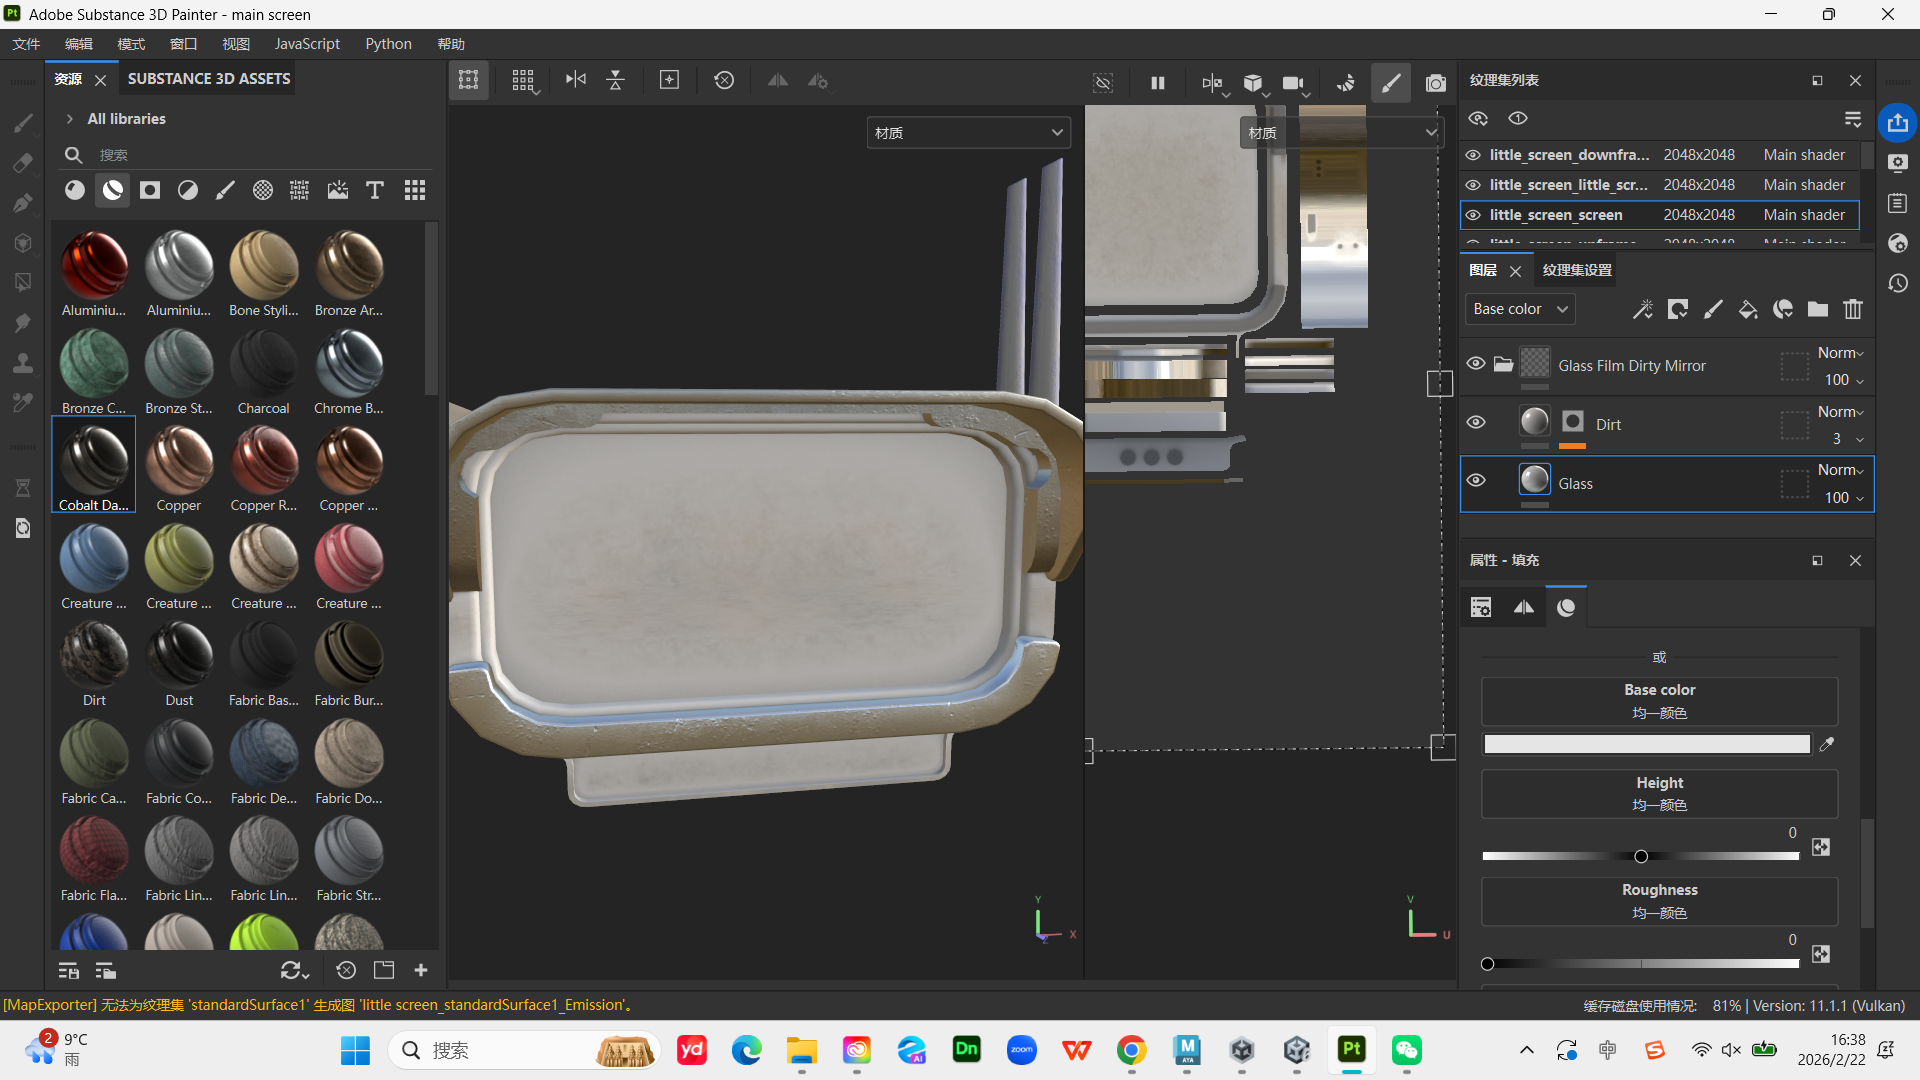 Adobe Substance 3D Painter - main screen
文件 编辑 模式 窗口 视图 JavaScript Python 帮助
资源 SUBSTANCE 3D ASSETS
All libraries
搜索
Aluminiu... Aluminiu... Bone Styli... Bronze Ar...
Bronze C... Bronze St... Charcoal Chrome B...
Cobalt Da... Copper Copper R... Copper ...
Creature ... Creature ... Creature ... Creature ...
Dirt Dust Fabric Bas... Fabric Bur...
Fabric Ca... Fabric Co... Fabric De... Fabric Do...
Fabric Fla... Fabric Lin... Fabric Lin... Fabric Str...
材质
材质
Y
X
Z
V
U
纹理集列表
little_screen_downfra... 2048x2048 Main shader
little_screen_little_scr... 2048x2048 Main shader
little_screen_screen 2048x2048 Main shader
图层 纹理集设置
Base color
Glass Film Dirty Mirror Norm 100
Dirt Norm 3
Glass Norm 100
属性 - 填充
或
Base color
均一颜色
Height
均一颜色
0
Roughness
均一颜色
0
[MapExporter] 无法为纹理集 'standardSurface1' 生成图 'little screen_standardSurface1_Emission'。
缓存磁盘使用情况: 81% | Version: 11.1.1 (Vulkan)
2
9°C
雨
搜索
yd
AI
Dn
zoom
M
AYA
Pt
中
16:38
2026/2/22